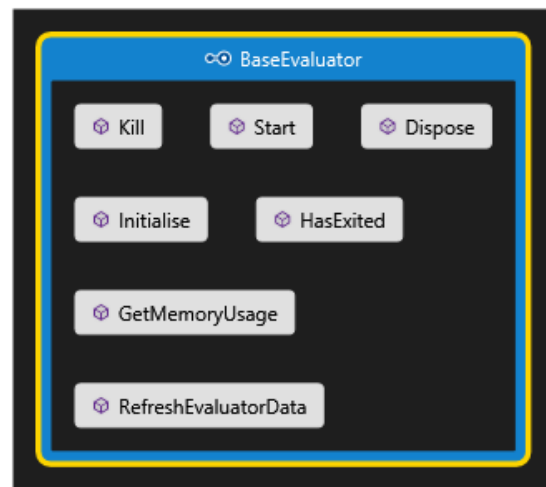 BaseEvaluator
Kill Start Dispose
Initialise HasExited
GetMemoryUsage
RefreshEvaluatorData